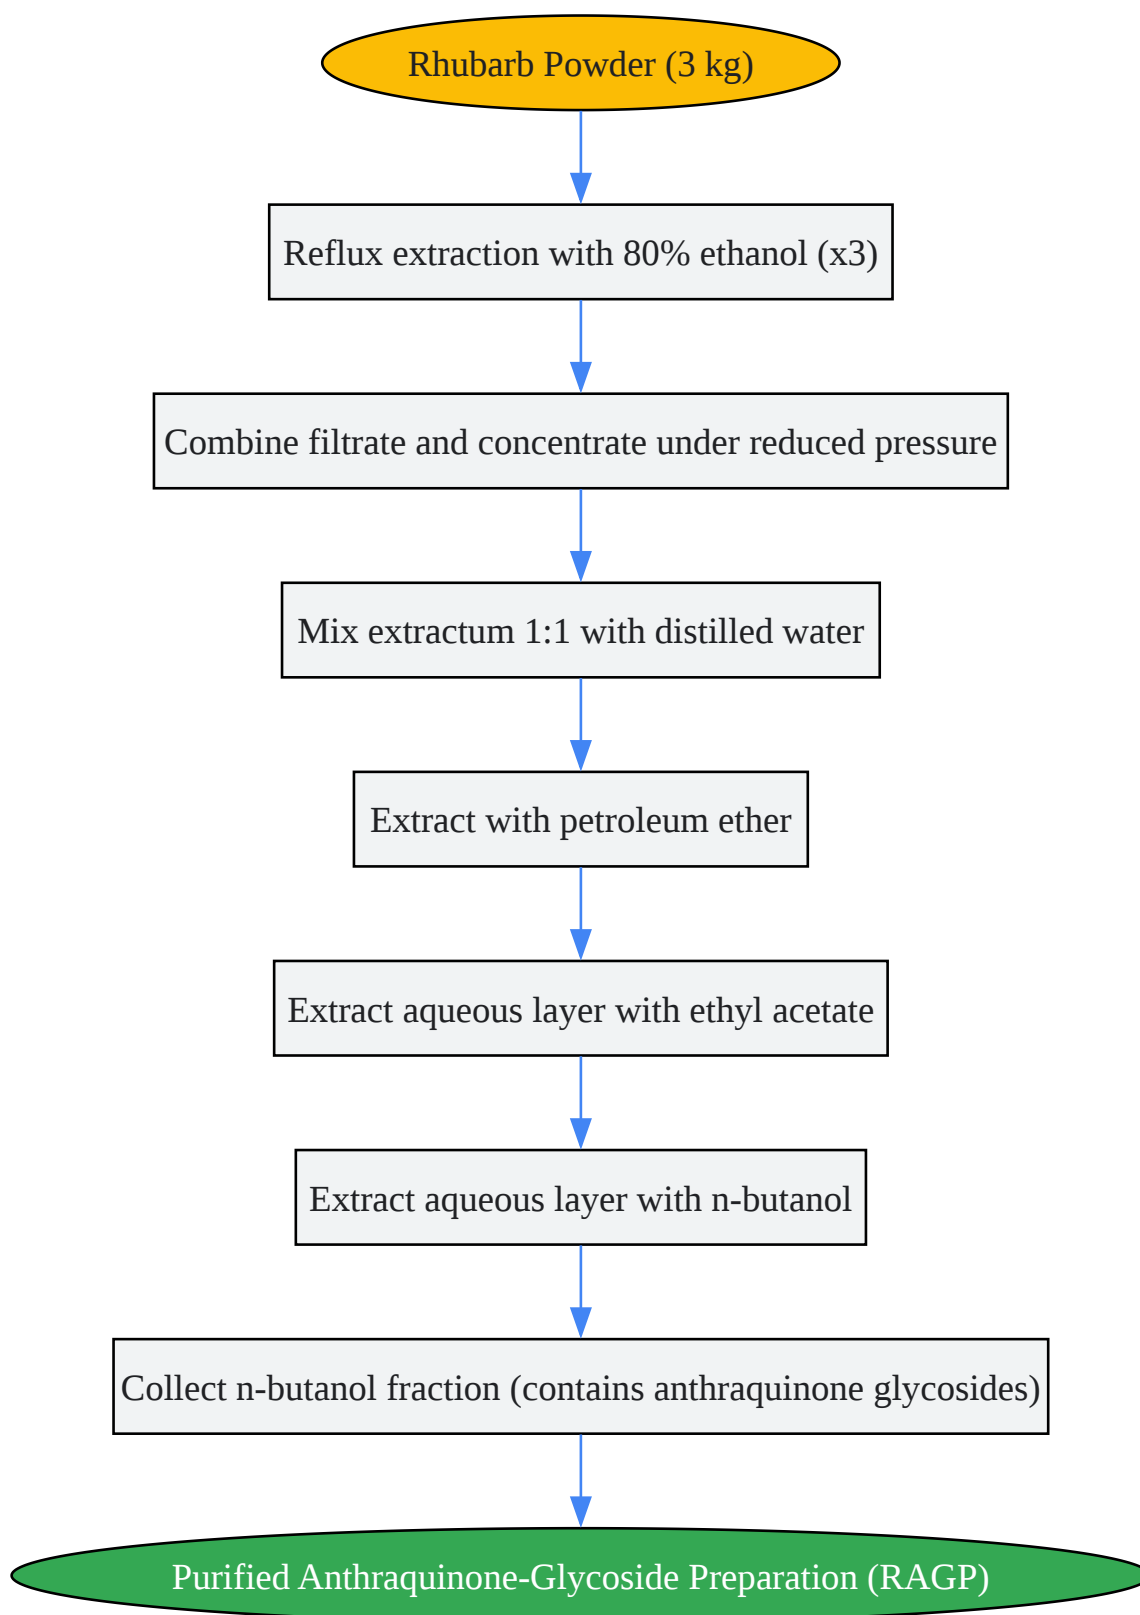 Rhubarb Powder (3 kg)
Reflux extraction with 80% ethanol (x3)
Combine filtrate and concentrate under reduced pressure
Mix extractum 1:1 with distilled water
Extract with petroleum ether
Extract aqueous layer with ethyl acetate
Extract aqueous layer with n-butanol
Collect n-butanol fraction (contains anthraquinone glycosides)
Purified Anthraquinone-Glycoside Preparation (RAGP)